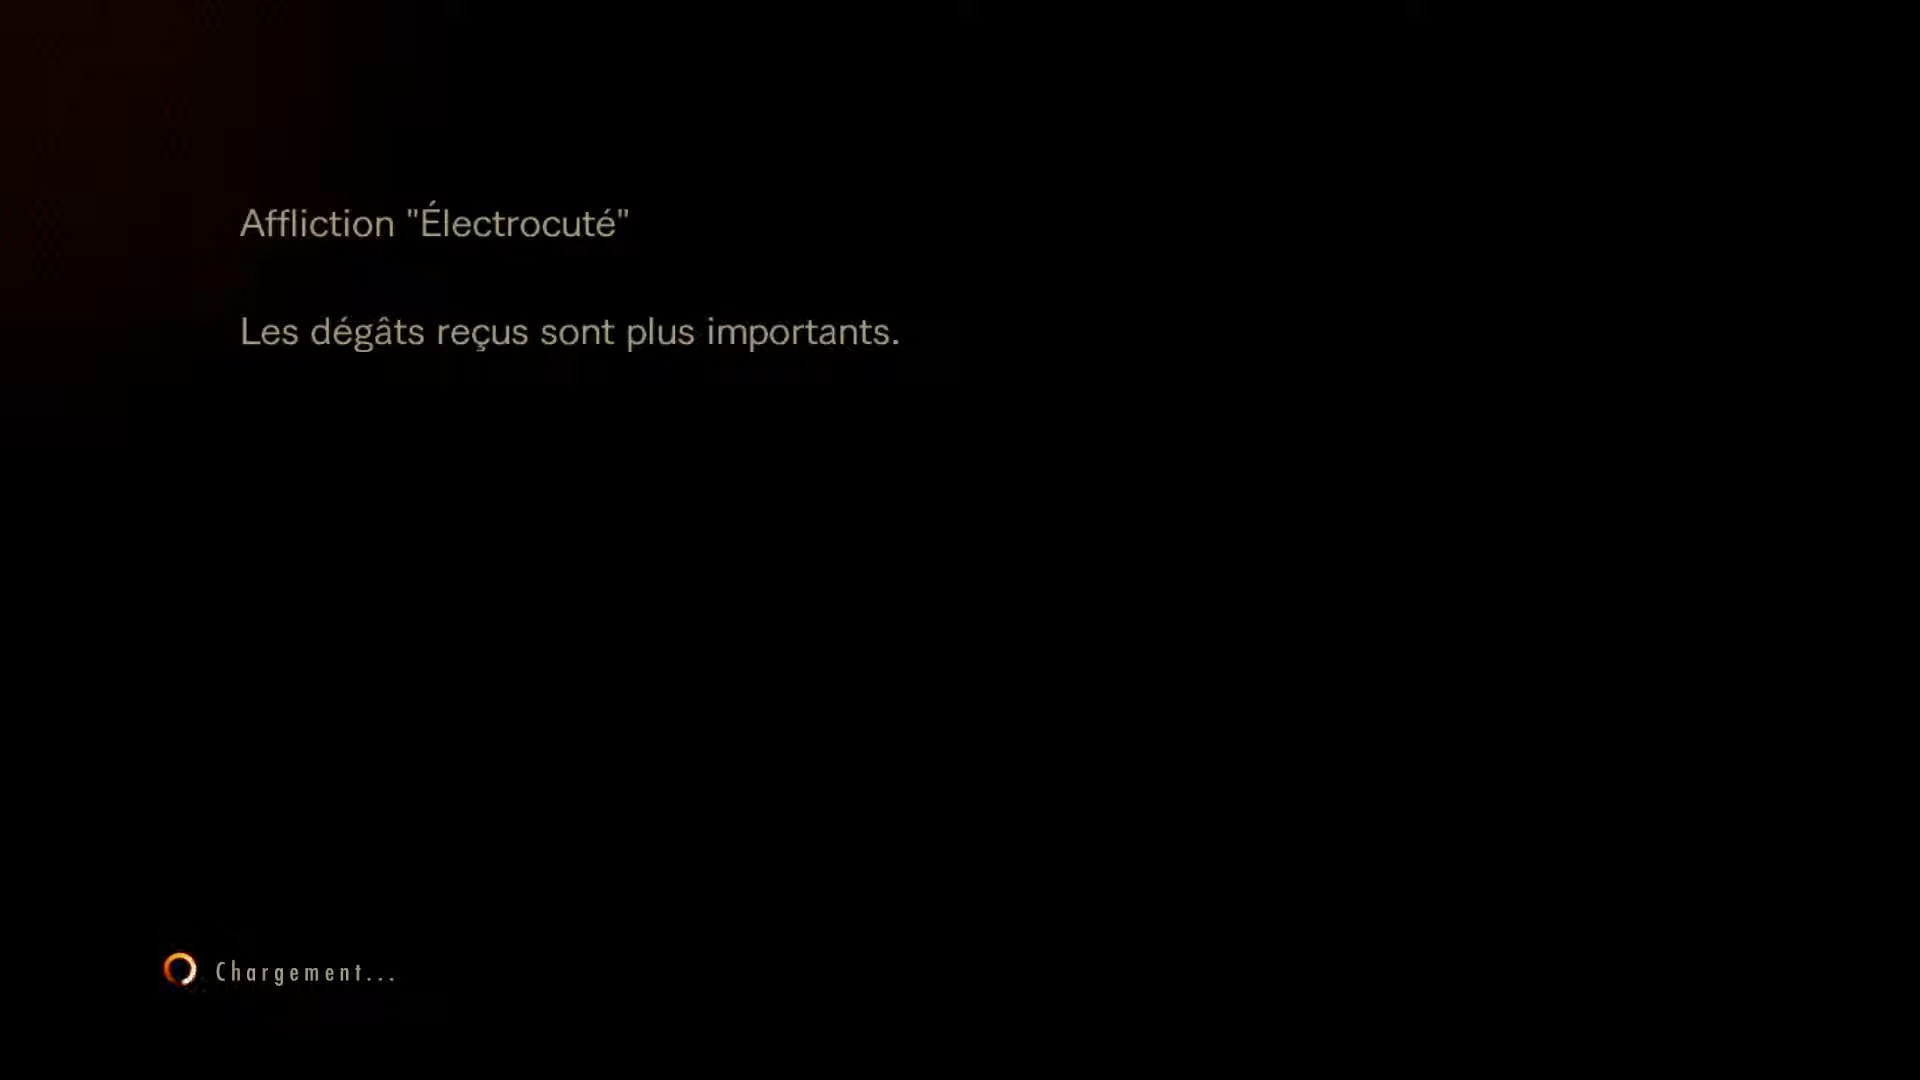 Affliction "Électrocuté"
Les dégâts reçus sont plus importants.
Chargement...